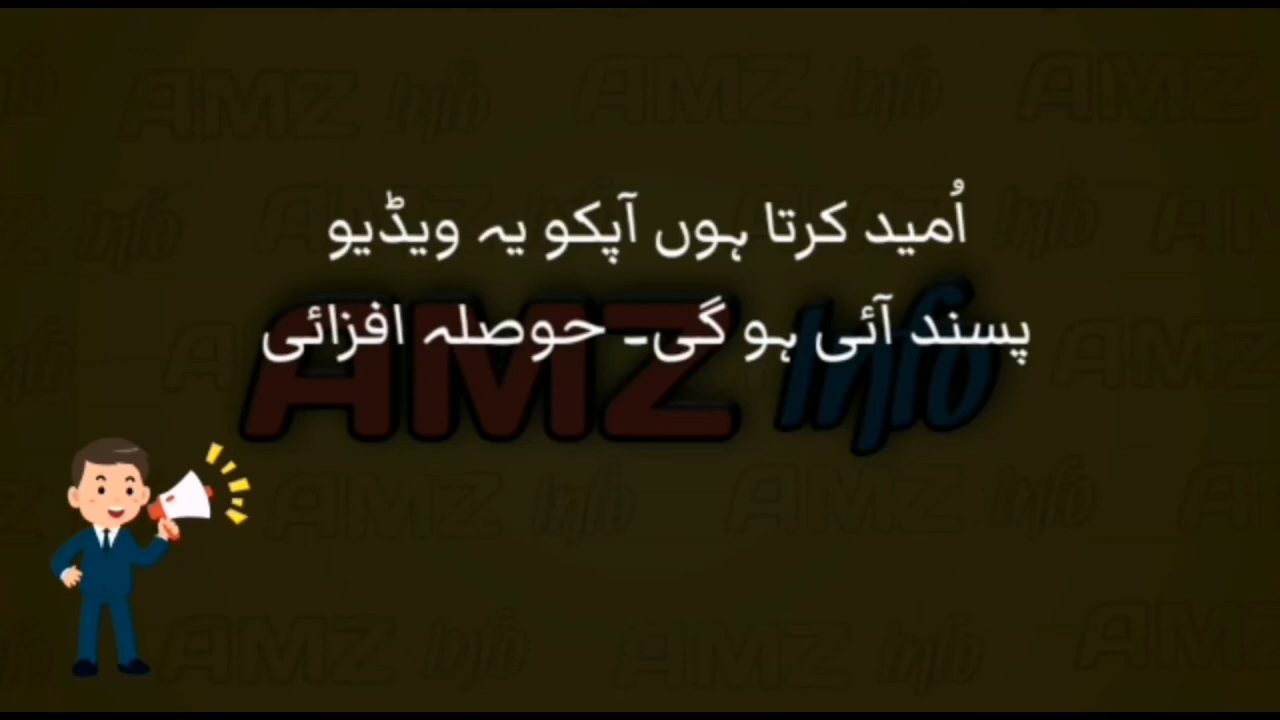 اُمید کرتا ہوں آپکو یہ ویڈیو
پسند آئی ہو گی۔ حوصلہ افزائی
AMZ Info